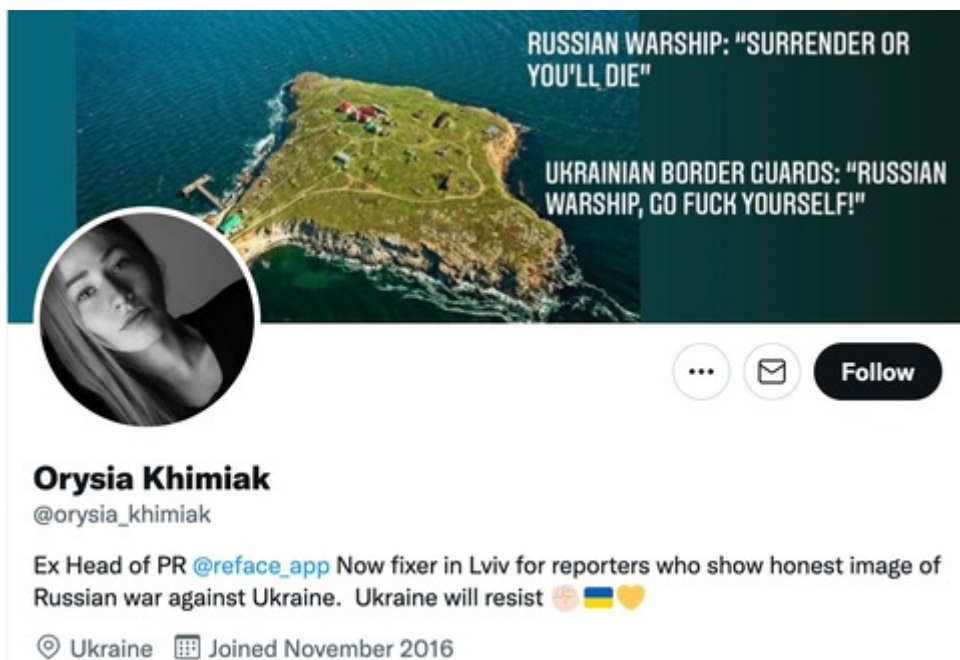 RUSSIAN WARSHIP: “SURRENDER OR
YOU’LL DIE”
UKRAINIAN BORDER GUARDS: “RUSSIAN
WARSHIP, GO FUCK YOURSELF!”
Follow
Orysia Khimiak
@orysia_khimiak
Ex Head of PR @reface_app Now fixer in Lviv for reporters who show honest image of
Russian war against Ukraine. Ukraine will resist ✊🏻🇺🇦💛
Ukraine Joined November 2016